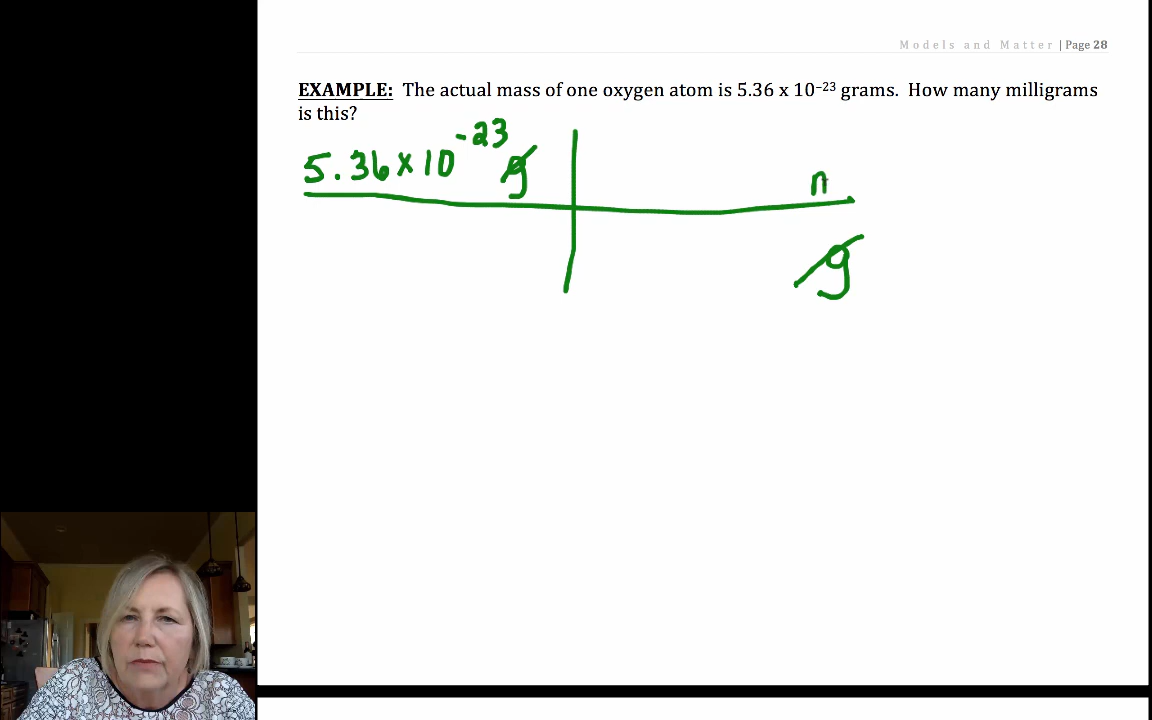 Models and Matter | Page 28
EXAMPLE: The actual mass of one oxygen atom is 5.36 x 10⁻²³ grams. How many milligrams
is this?
5.36 x 10⁻²³ g
n
g